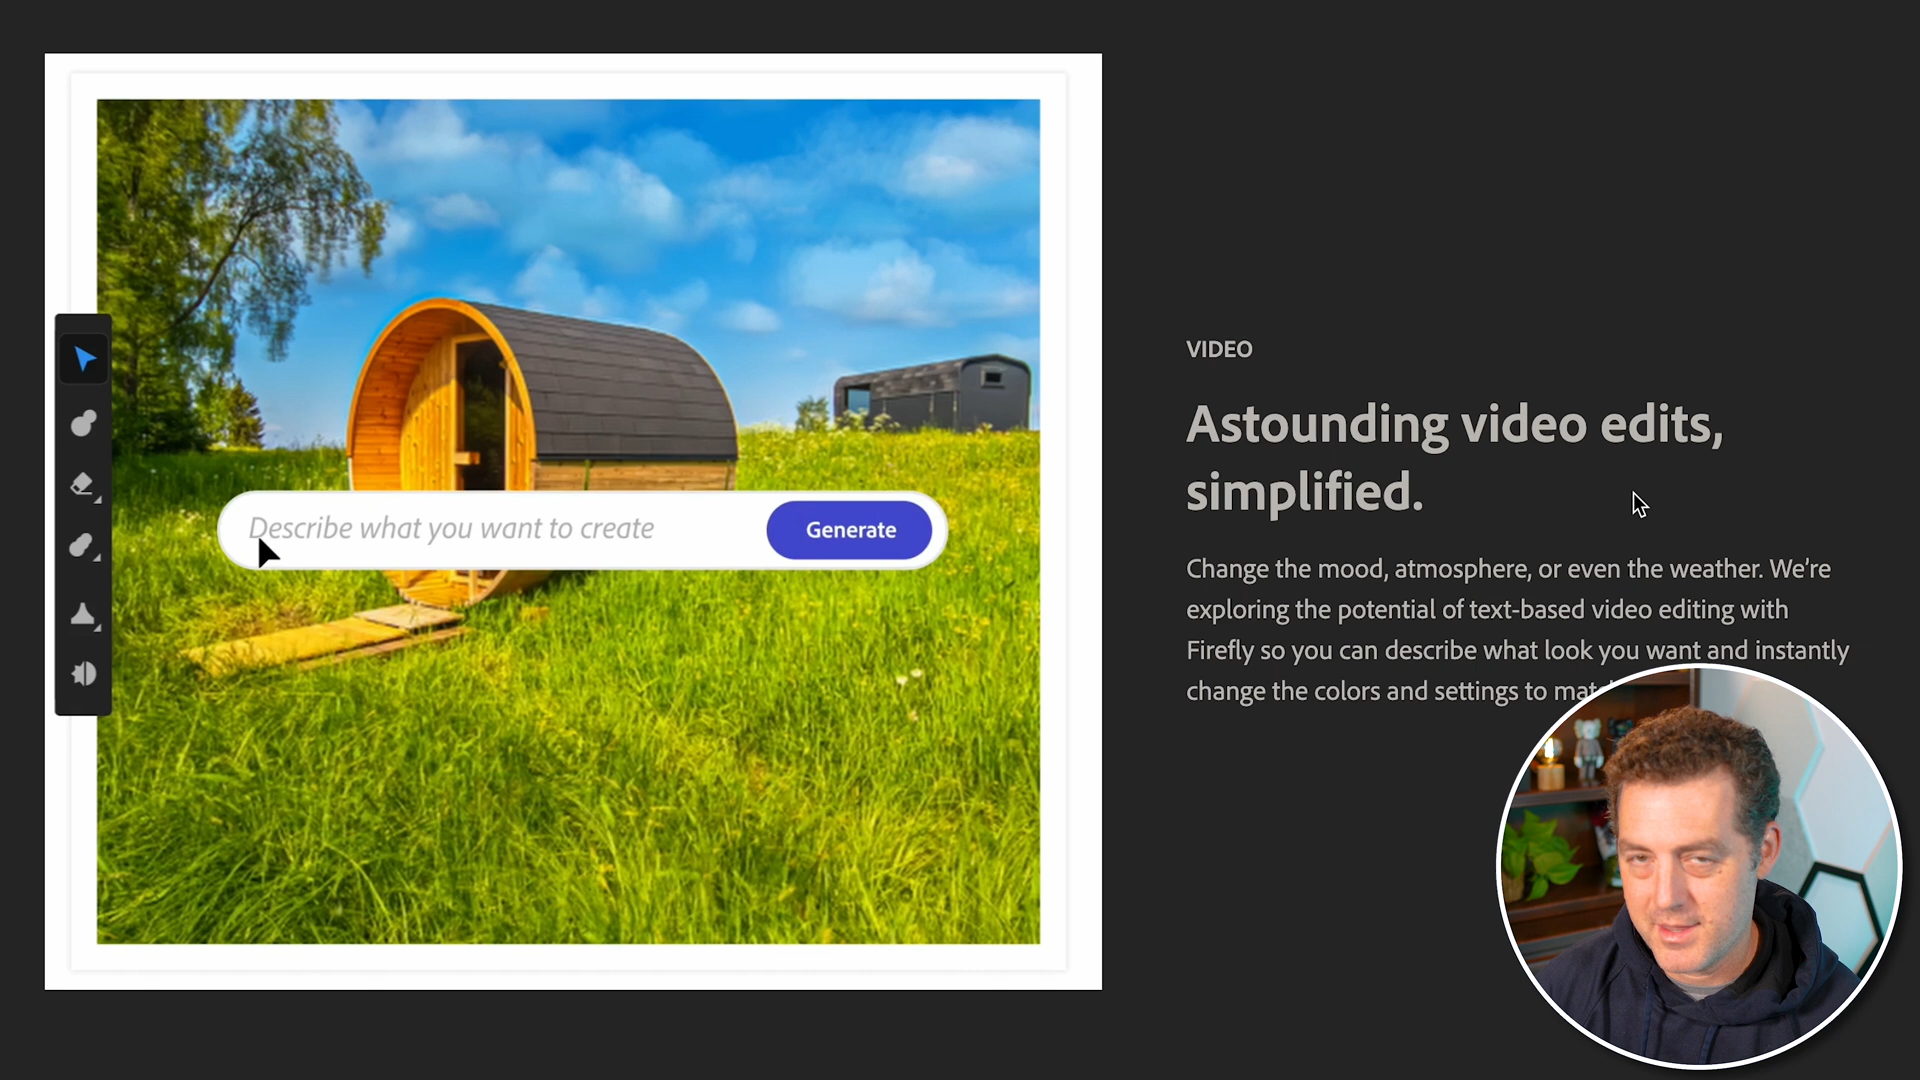 Describe what you want to create
Generate
VIDEO
Astounding video edits,
simplified.
Change the mood, atmosphere, or even the weather. We're
exploring the potential of text-based video editing with
Firefly so you can describe what look you want and instantly
change the colors and settings to